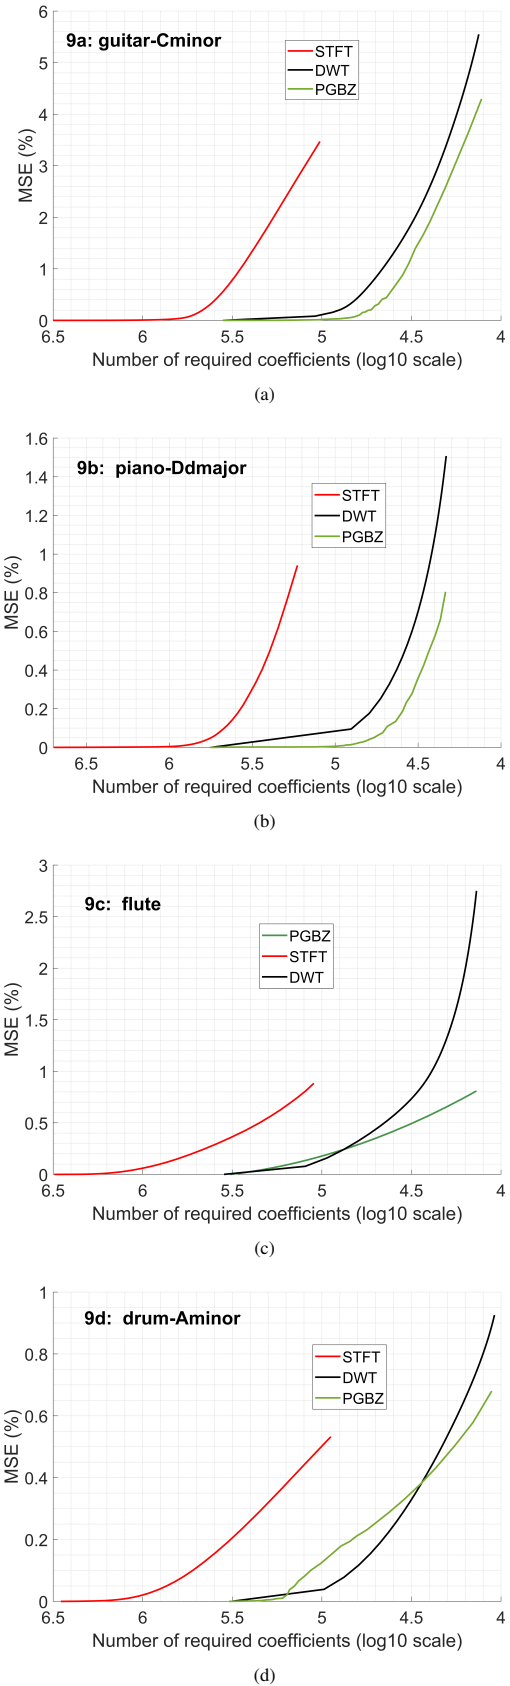 6
9a: guitar-Cminor
STFT
DWT
PGBZ
5
4
3
2
1
0
MSE (%)
6.5 6 5.5 5 4.5 4
Number of required coefficients (log10 scale)
(a)
1.6
9b: piano-Ddmajor
1.4
STFT
DWT
PGBZ
1.2
1
0.8
0.6
0.4
0.2
0
MSE (%)
6.5 6 5.5 5 4.5 4
Number of required coefficients (log10 scale)
(b)
3
9c: flute
2.5
PGBZ
STFT
DWT
2
1.5
1
0.5
0
MSE (%)
6.5 6 5.5 5 4.5 4
Number of required coefficients (log10 scale)
(c)
1
9d: drum-Aminor
0.8
STFT
DWT
PGBZ
0.6
0.4
0.2
0
MSE (%)
6.5 6 5.5 5 4.5 4
Number of required coefficients (log10 scale)
(d)